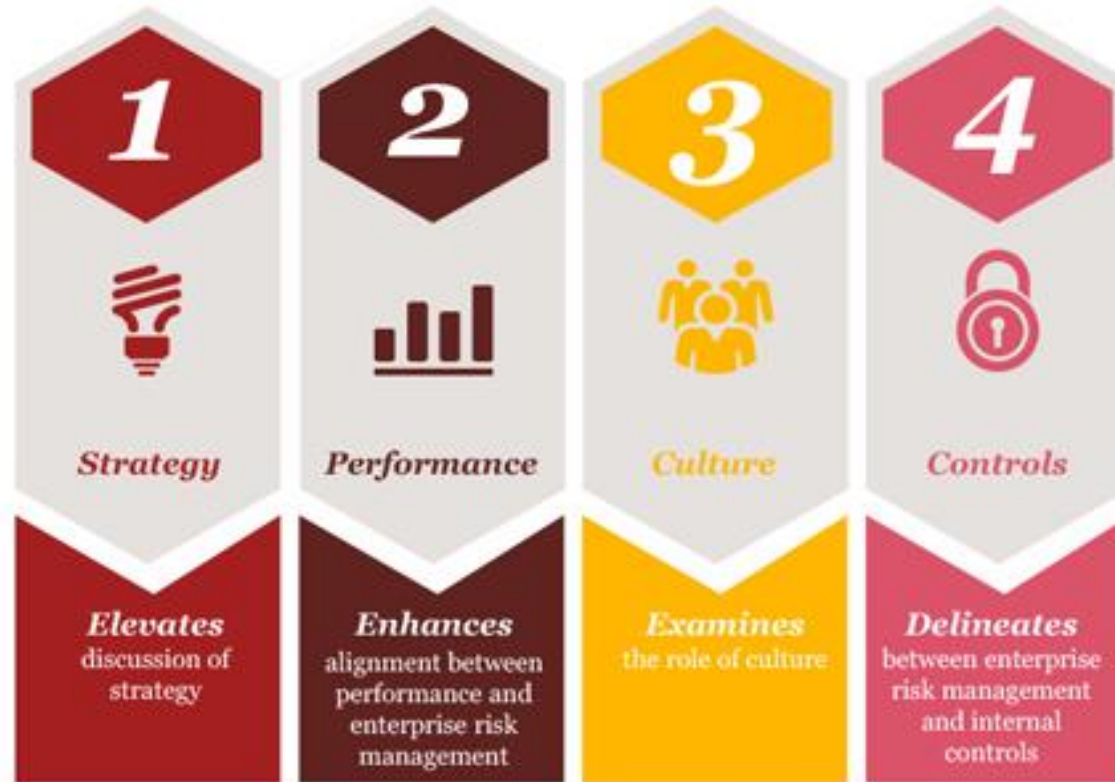 1
Strategy
Elevates
discussion of
strategy
2
Performance
Enhances
alignment between
performance and
enterprise risk
management
3
Culture
Examines
the role of culture
4
Controls
Delineates
between enterprise
risk management
and internal
controls